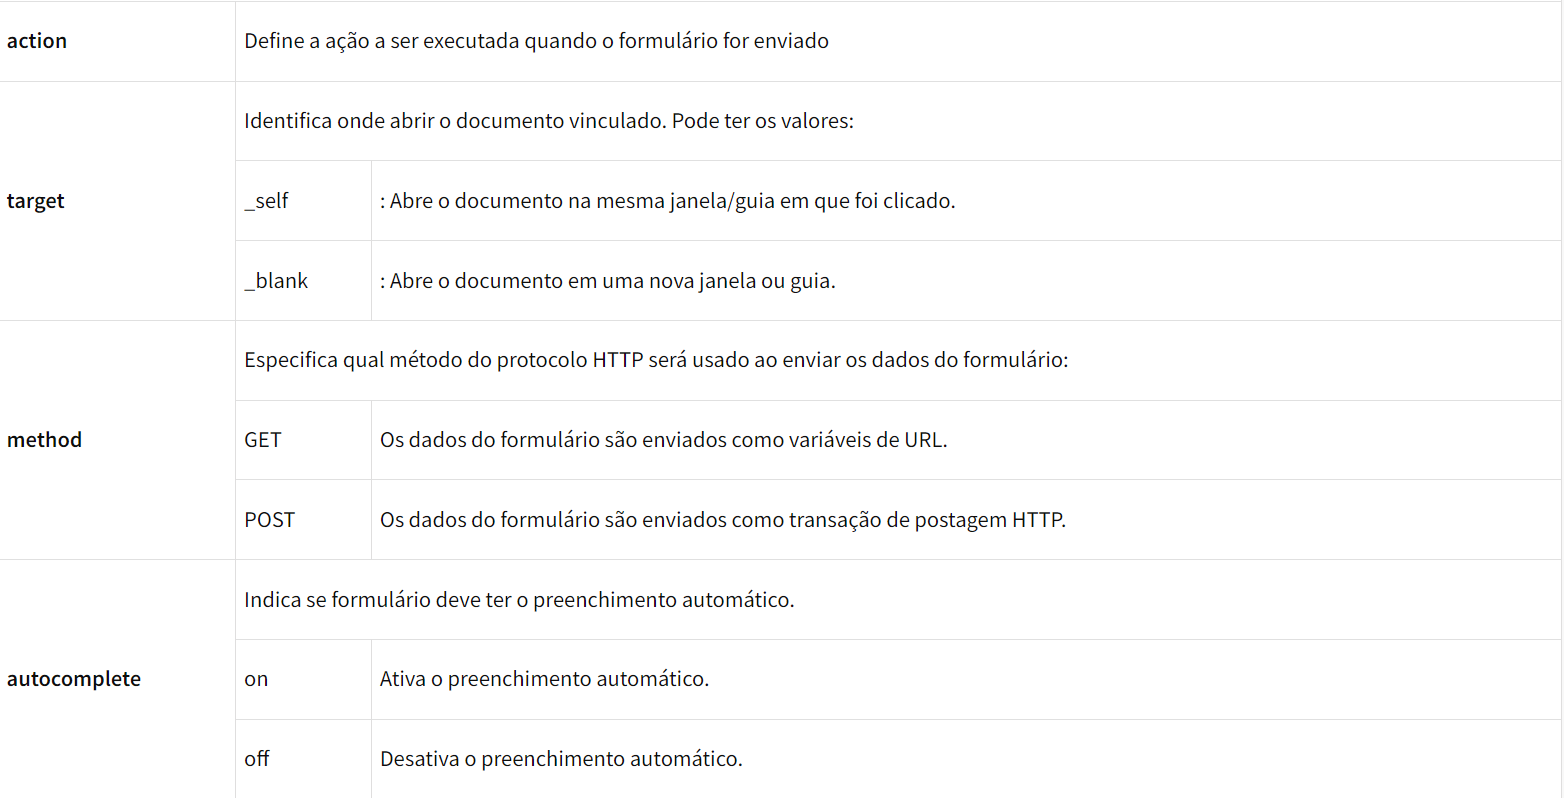 action
Define a ação a ser executada quando o formulário for enviado
target
Identifica onde abrir o documento vinculado. Pode ter os valores:
_self
: Abre o documento na mesma janela/guia em que foi clicado.
_blank
: Abre o documento em uma nova janela ou guia.
method
Especifica qual método do protocolo HTTP será usado ao enviar os dados do formulário:
GET
Os dados do formulário são enviados como variáveis de URL.
POST
Os dados do formulário são enviados como transação de postagem HTTP.
autocomplete
Indica se formulário deve ter o preenchimento automático.
on
Ativa o preenchimento automático.
off
Desativa o preenchimento automático.